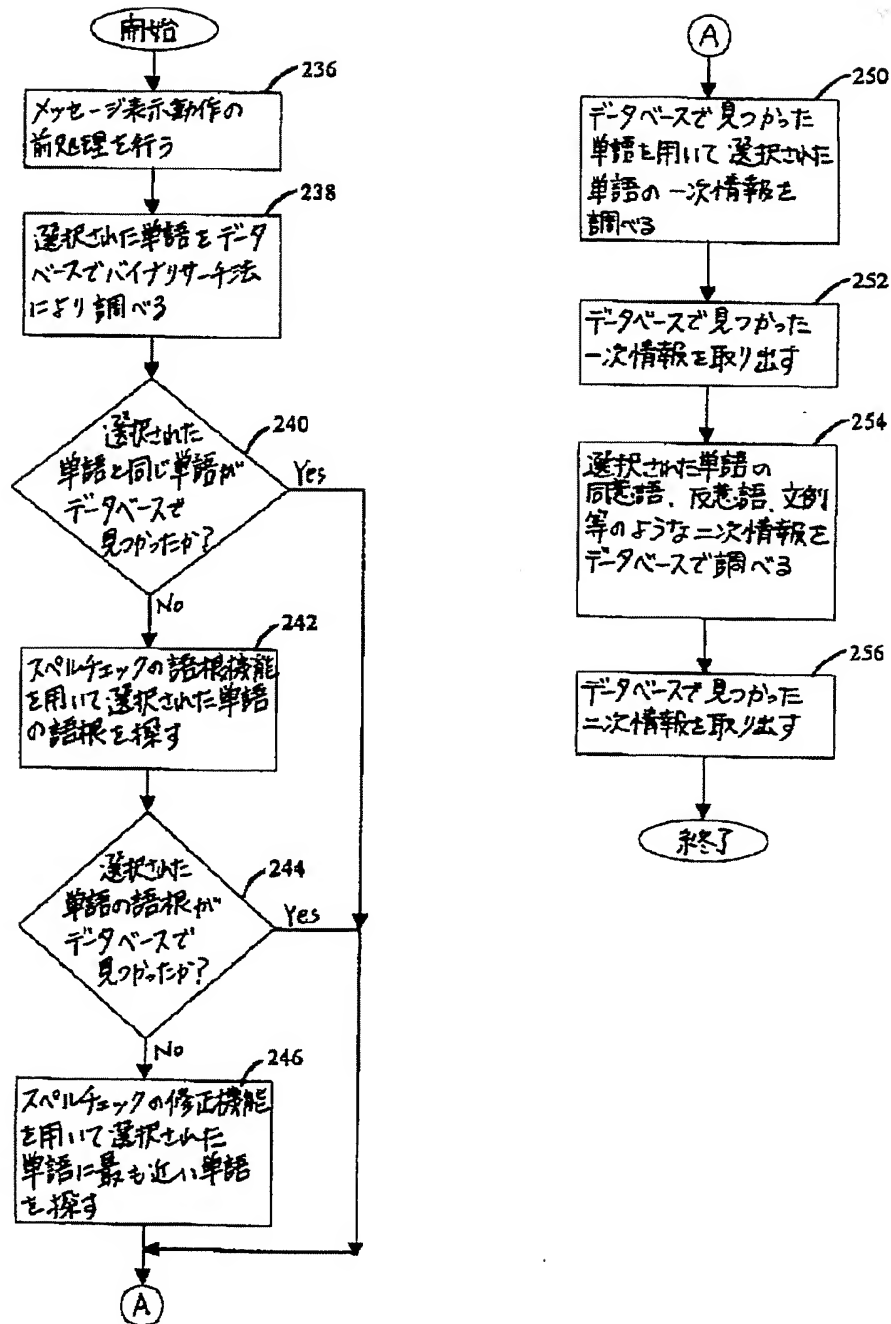 開始
236
メッセージ表示動作の
前処理を行う
238
選択された単語をデータ
ベースでバイナリサーチ法
により調べる
240
選択された
単語と同じ単語が
データベースで
見つかったか?
Yes
No
242
スペルチェックの語根機能
を用いて選択された単語
の語根を探す
244
選択された
単語の語根が
データベースで
見つかったか?
Yes
No
246
スペルチェックの修正機能
を用いて選択された
単語に最も近い単語
を探す
A
A
250
データベースで見つかった
単語を用いて選択された
単語の一次情報を
調べる
252
データベースで見つかった
一次情報を取り出す
254
選択された単語の
同意語、反意語、文例
等のような二次情報を
データベースで調べる
256
データベースで見つかった
二次情報を取り出す
終了